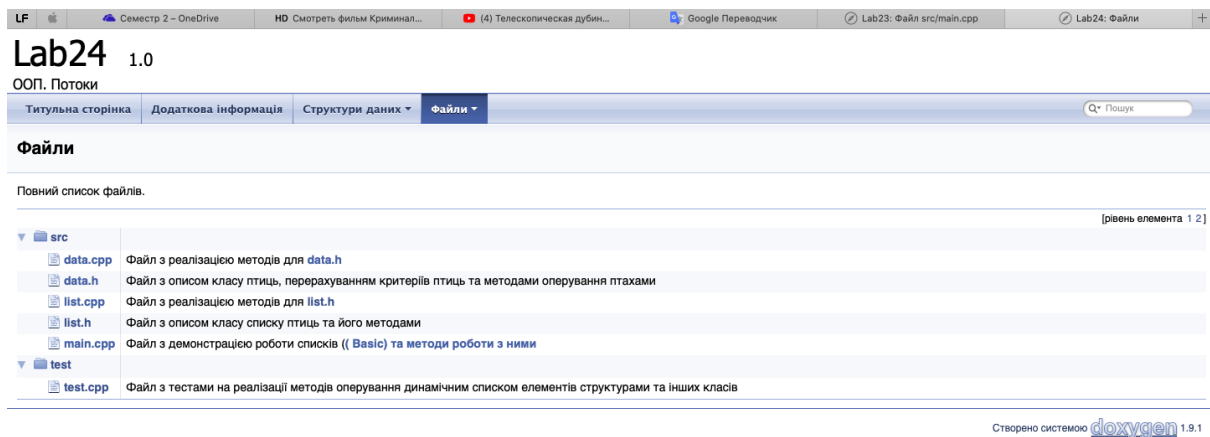 LF Семестр 2 – OneDrive HD Смотреть фильм Криминал... (4) Телескопическая дубин... Google Переводчик Lab23: Файл src/main.cpp Lab24: Файли +
Lab24 1.0
ООП. Потоки
Титульна сторінка Додаткова інформація Структури даних Файли Пошук
Файли
Повний список файлів.
[рівень елемента 1 2]
src
data.cpp Файл з реалізацією методів для data.h
data.h Файл з описом класу птиць, перерахуванням критеріїв птиць та методами оперування птахами
list.cpp Файл з реалізацією методів для list.h
list.h Файл з описом класу списку птиць та його методами
main.cpp Файл з демонстрацією роботи списків (( Basic) та методи роботи з ними
test
test.cpp Файл з тестами на реалізації методів оперування динамічним списком елементів структурами та інших класів
Створено системою doxygen 1.9.1